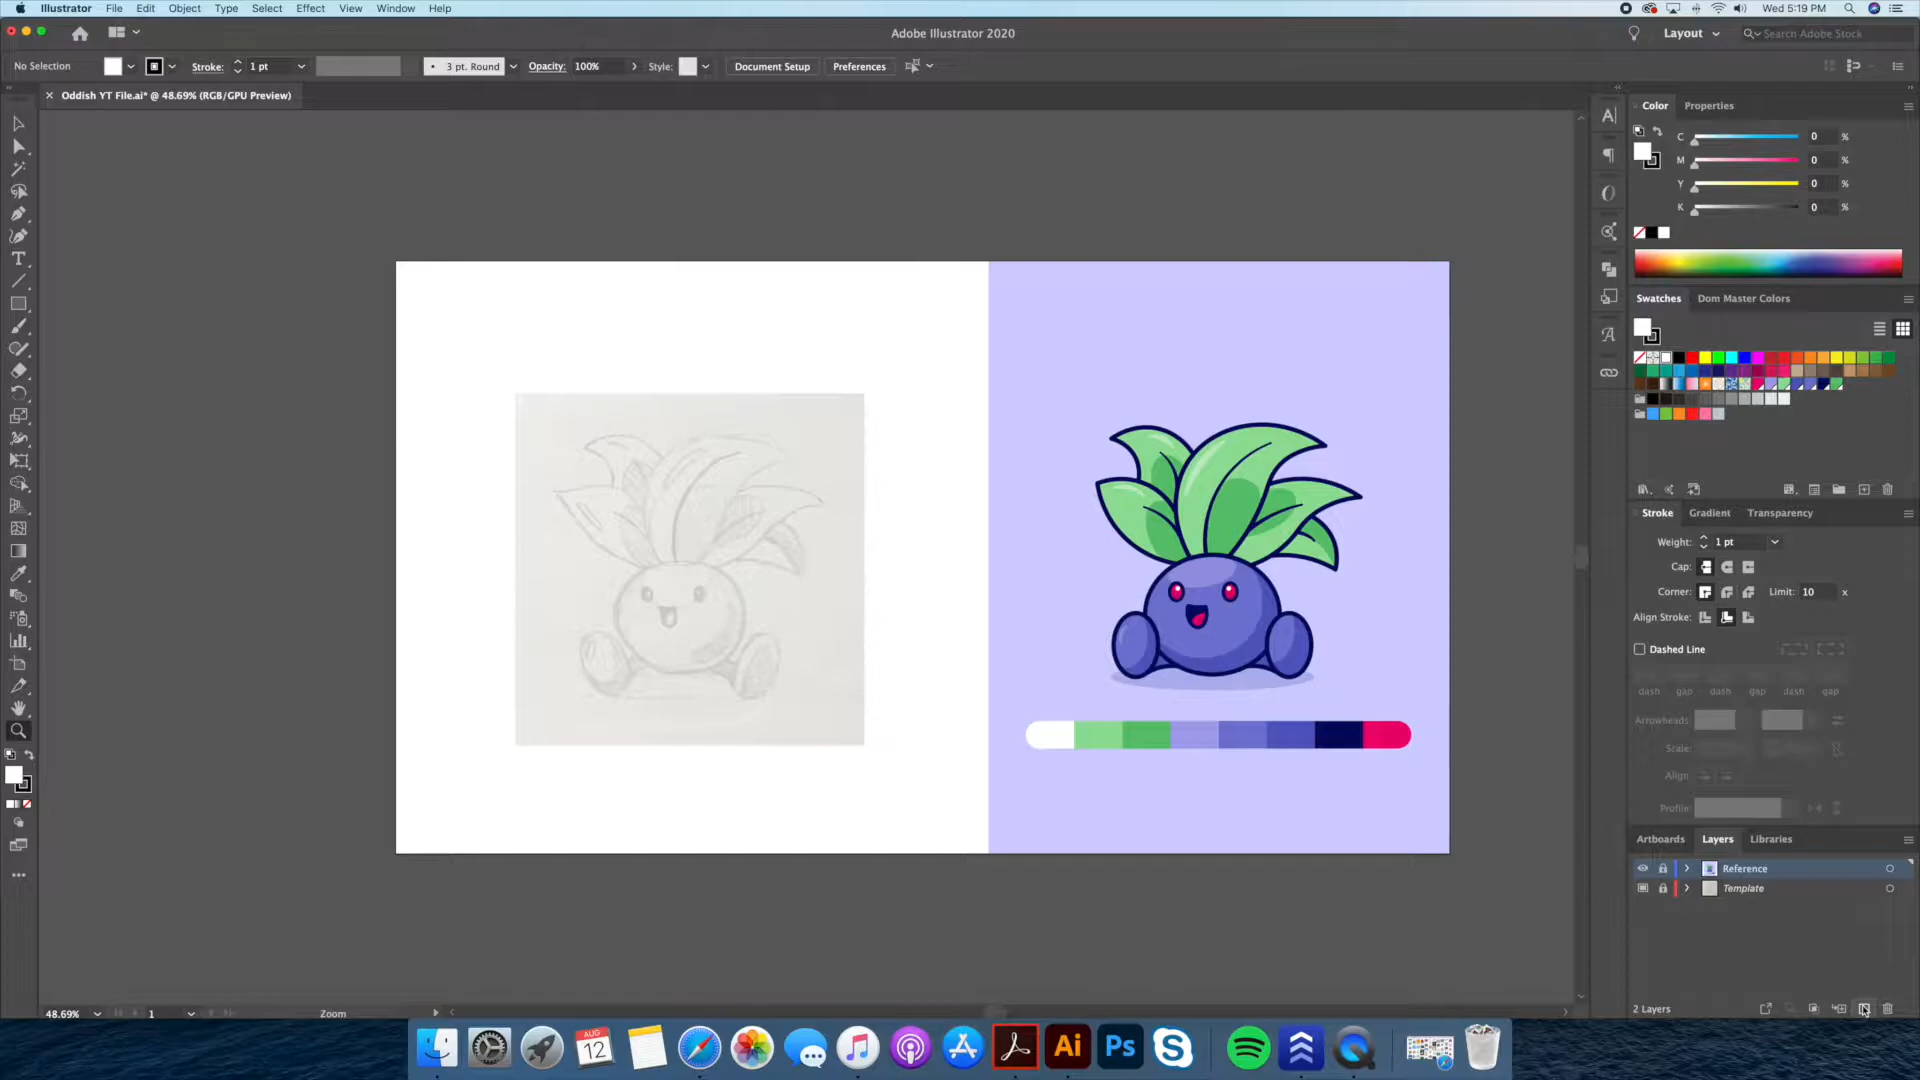 Illustrator File Edit Object Type Select Effect View Window Help
Wed 5:19 PM
Adobe Illustrator 2020
Layout
Search Adobe Stock
No Selection
Stroke: 1 pt
3 pt. Round
Opacity: 100%
Style:
Document Setup
Preferences
Oddish YT File.ai* @ 48.69% (RGB/GPU Preview)
Color Properties
C 0 %
M 0 %
Y 0 %
K 0 %
Swatches Dom Master Colors
Stroke Gradient Transparency
Weight: 1 pt
Cap:
Corner: Limit: 10 x
Align Stroke:
Dashed Line
dash gap dash gap dash gap
Arrowheads:
Scale:
Align:
Profile:
Artboards Layers Libraries
Reference
Template
2 Layers
48.69% 1 Zoom
AUG
12
Ai
Ps